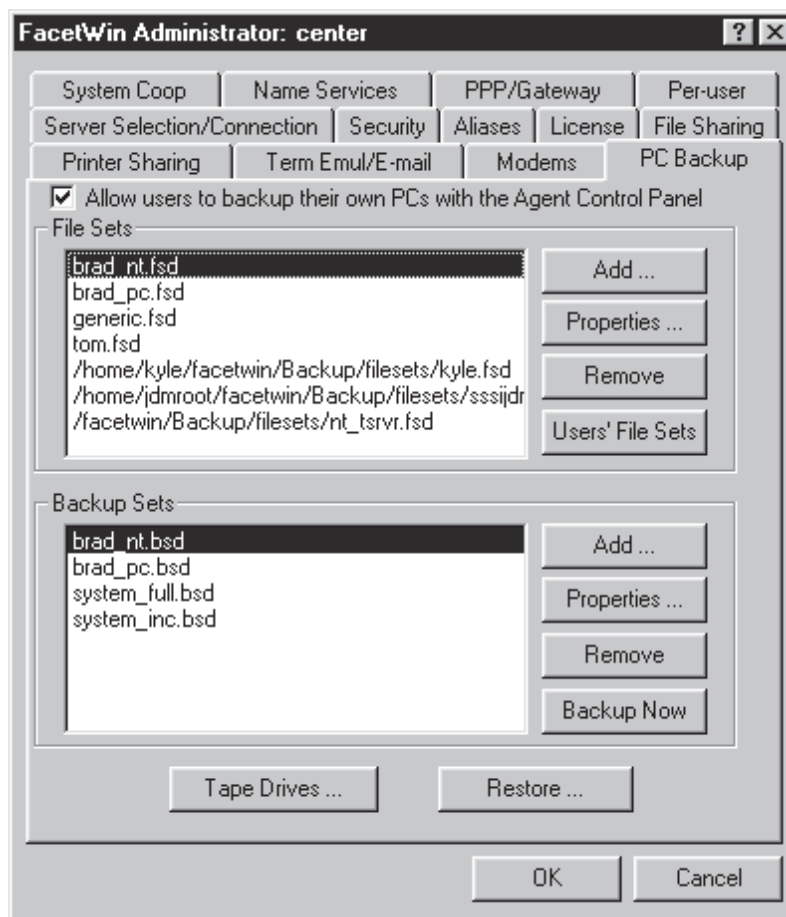 FacetWin Administrator: center
System Coop Name Services PPP/Gateway Per-user
Server Selection/Connection Security Aliases License File Sharing
Printer Sharing Term Emul/E-mail Modems PC Backup
Allow users to backup their own PCs with the Agent Control Panel
File Sets
brad_nt.fsd
brad_pc.fsd
generic.fsd
tom.fsd
/home/kyle/facetwin/Backup/filesets/kyle.fsd
/home/jdmroot/facetwin/Backup/filesets/sssijdr
/facetwin/Backup/filesets/nt_tsrvr.fsd
Add ...
Properties ...
Remove
Users' File Sets
Backup Sets
brad_nt.bsd
brad_pc.bsd
system_full.bsd
system_inc.bsd
Add ...
Properties ...
Remove
Backup Now
Tape Drives ... Restore ...
OK Cancel